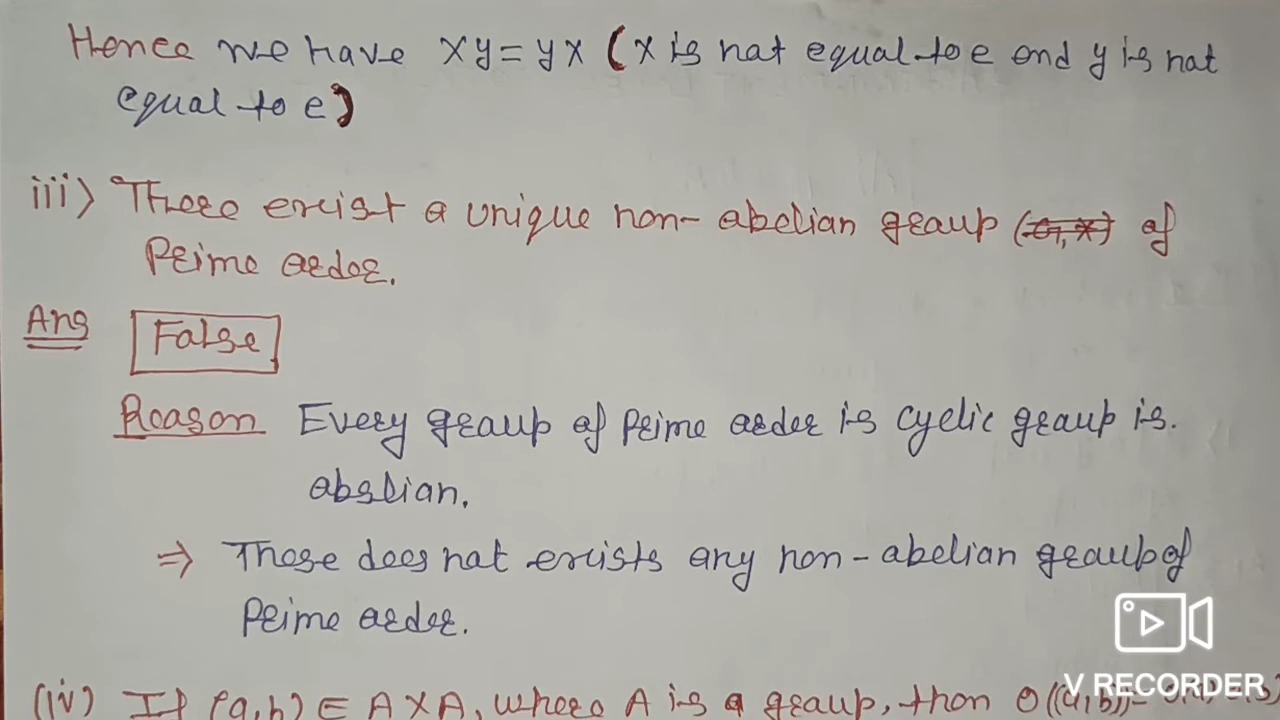 Hence we have xy = yx (x is not equal to e and y is not
equal to e)
iii) There exist a unique non-abelian group (G, *) of
Prime order.
Ans False
Reason Every group of Prime order is cyclic group is.
abelian.
⇒ There does not exists any non-abelian group of
Prime order.
(iv) If (a,b) ∈ A×A, where A is a group, then O((a,b))=
V RECORDER